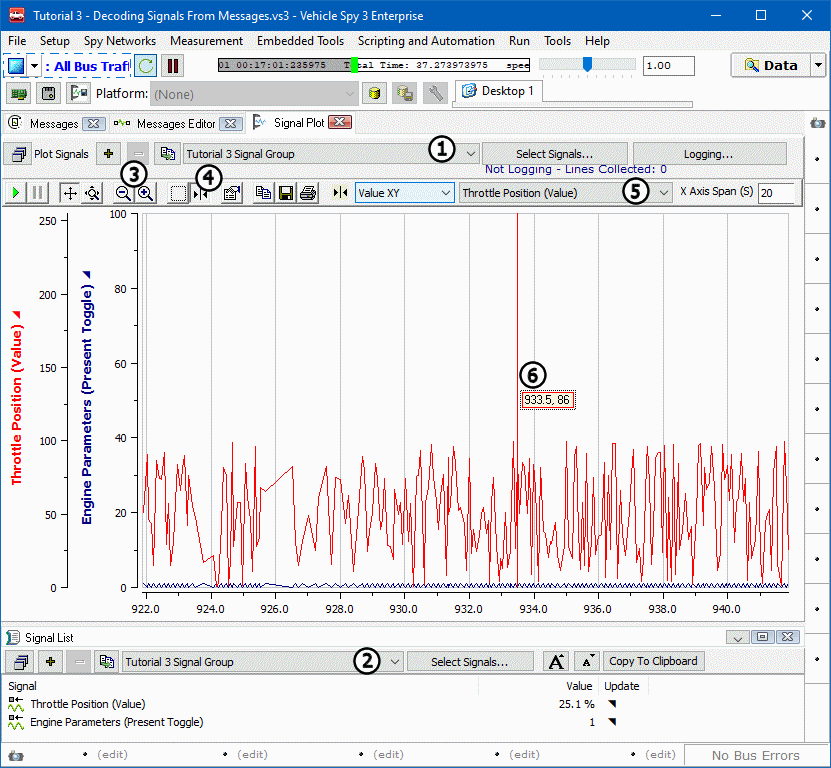 Tutorial 3 - Decoding Signals From Messages.vs3 - Vehicle Spy 3 Enterprise
File Setup Spy Networks Measurement Embedded Tools Scripting and Automation Run Tools Help
: All Bus Traf
01 00:17:01:235975 Total Time: 37.273973975 spee
1.00
Data
Platform: (None)
Desktop 1
Messages Messages Editor Signal Plot
Plot Signals Tutorial 3 Signal Group 1 Select Signals... Logging...
Not Logging - Lines Collected: 0
3 4
Value XY Throttle Position (Value) 5 X Axis Span (S) 20
Throttle Position (Value)
250
200
150
100
50
0
Engine Parameters (Present Toggle)
100
80
60
40
20
0
6
933.5, 86
922.0 924.0 926.0 928.0 930.0 932.0 934.0 936.0 938.0 940.0
Signal List
Tutorial 3 Signal Group 2 Select Signals... A A Copy To Clipboard
Signal Value Update
Throttle Position (Value) 25.1 %
Engine Parameters (Present Toggle) 1
(edit) (edit) (edit) (edit) (edit) No Bus Errors